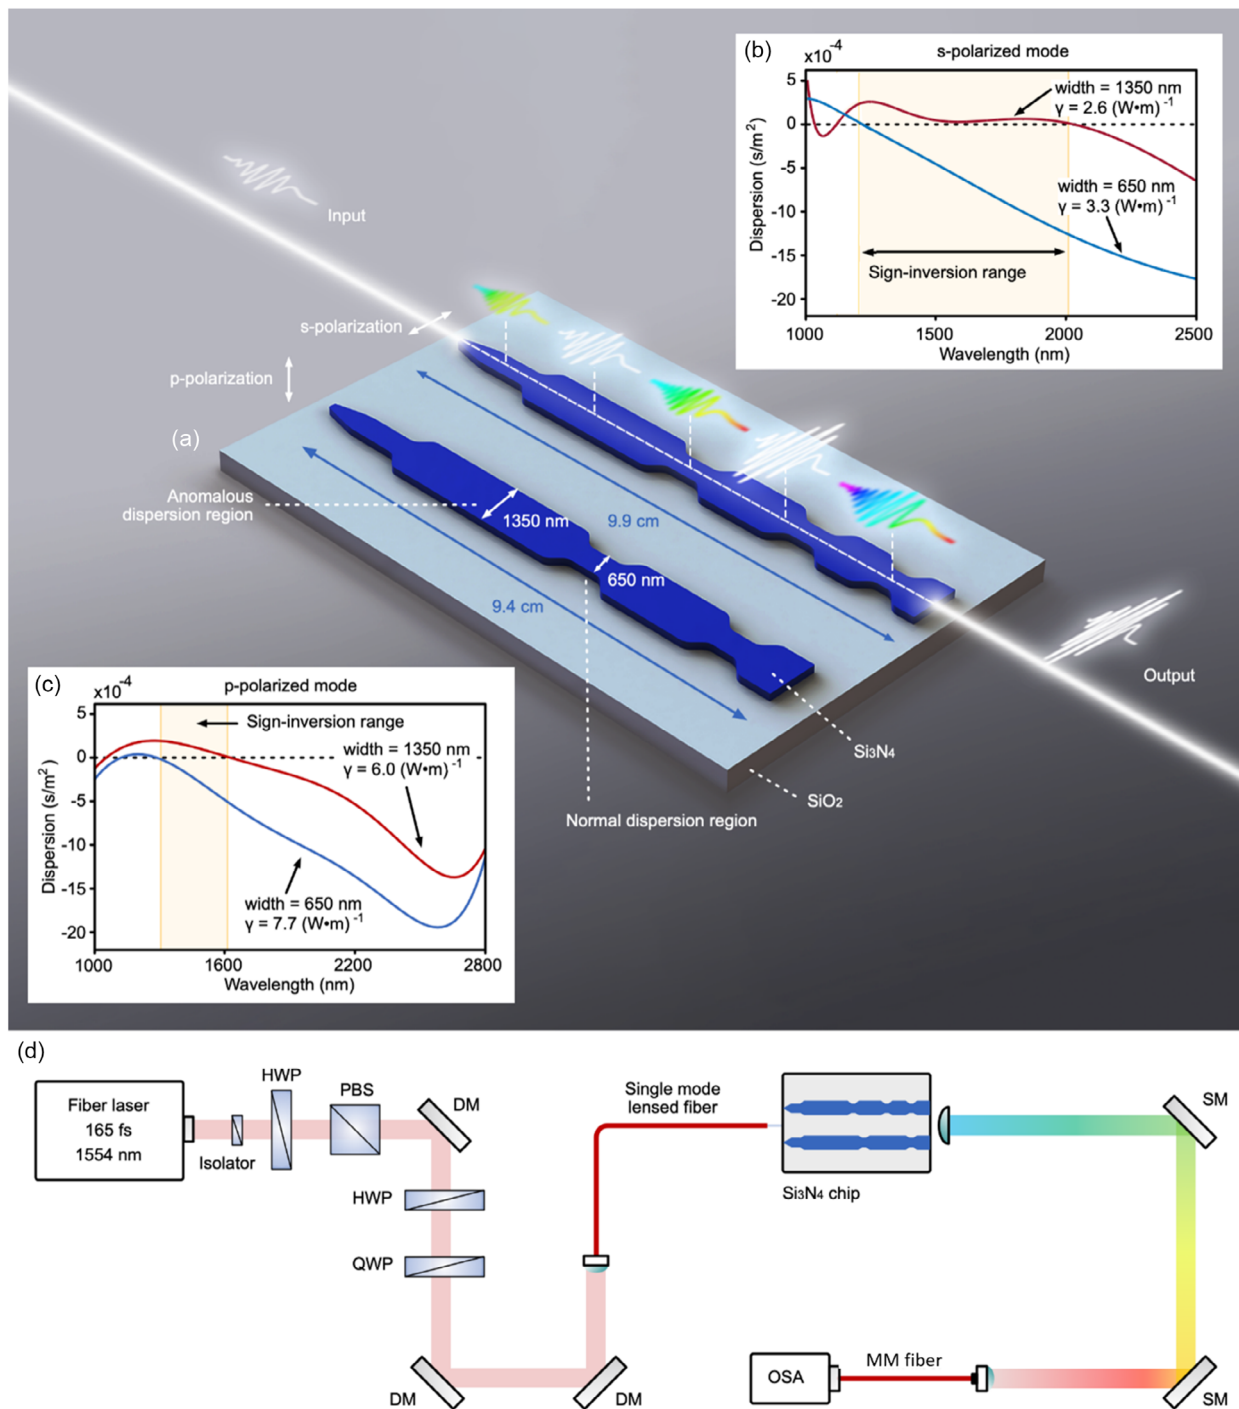 (b)
s-polarized mode
x10-4
5
0
-5
-10
-15
-20
Dispersion (s/m2)
width = 1350 nm
γ = 2.6 (W•m) -1
width = 650 nm
γ = 3.3 (W•m) -1
Sign-inversion range
1000
1500
2000
2500
Wavelength (nm)
Input
s-polarization
p-polarization
(a)
Anomalous
dispersion region
1350 nm
9.9 cm
650 nm
9.4 cm
Output
Si3N4
SiO2
Normal dispersion region
(c)
p-polarized mode
x10-4
5
0
-5
-10
-15
-20
Dispersion (s/m2)
Sign-inversion range
width = 1350 nm
γ = 6.0 (W•m) -1
width = 650 nm
γ = 7.7 (W•m) -1
1000
1600
2200
2800
Wavelength (nm)
(d)
Fiber laser
165 fs
1554 nm
Isolator
HWP
PBS
DM
HWP
QWP
DM
DM
Single mode
lensed fiber
Si3N4 chip
SM
OSA
MM fiber
SM